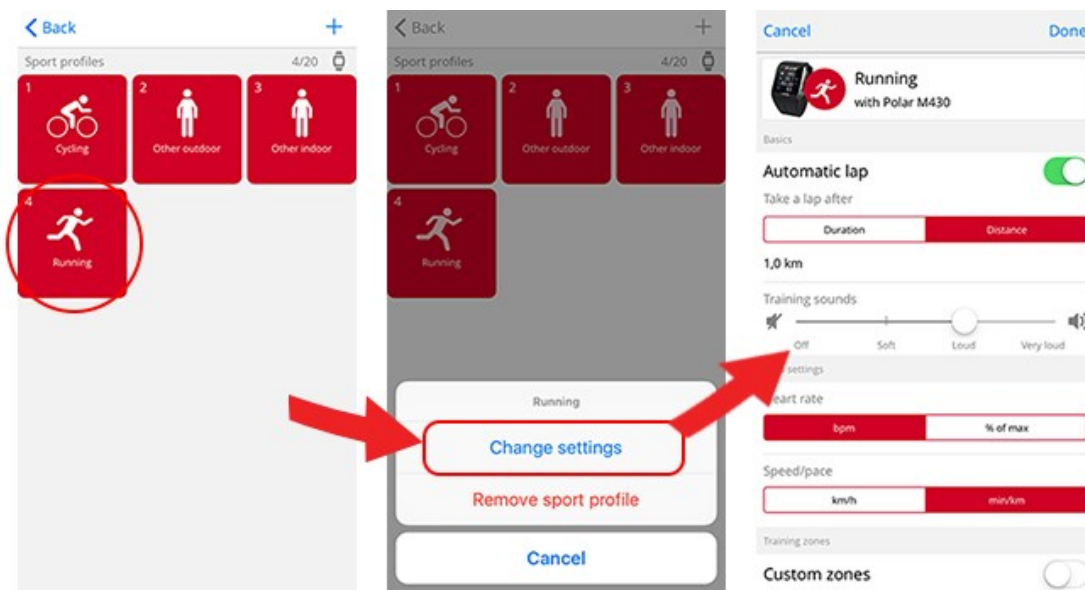 Back
Sport profiles 4/20
1 2 3
Cycling Other outdoor Other indoor
4
Running
Back
Sport profiles 4/20
1 2 3
Cycling Other outdoor Other indoor
4
Running
Running
Change settings
Remove sport profile
Cancel
Cancel Done
Running
with Polar M430
Basics
Automatic lap
Take a lap after
Duration Distance
1,0 km
Training sounds
Off Soft Loud Very loud
settings
eart rate
bpm % of max
Speed/pace
km/h min/km
Training zones
Custom zones